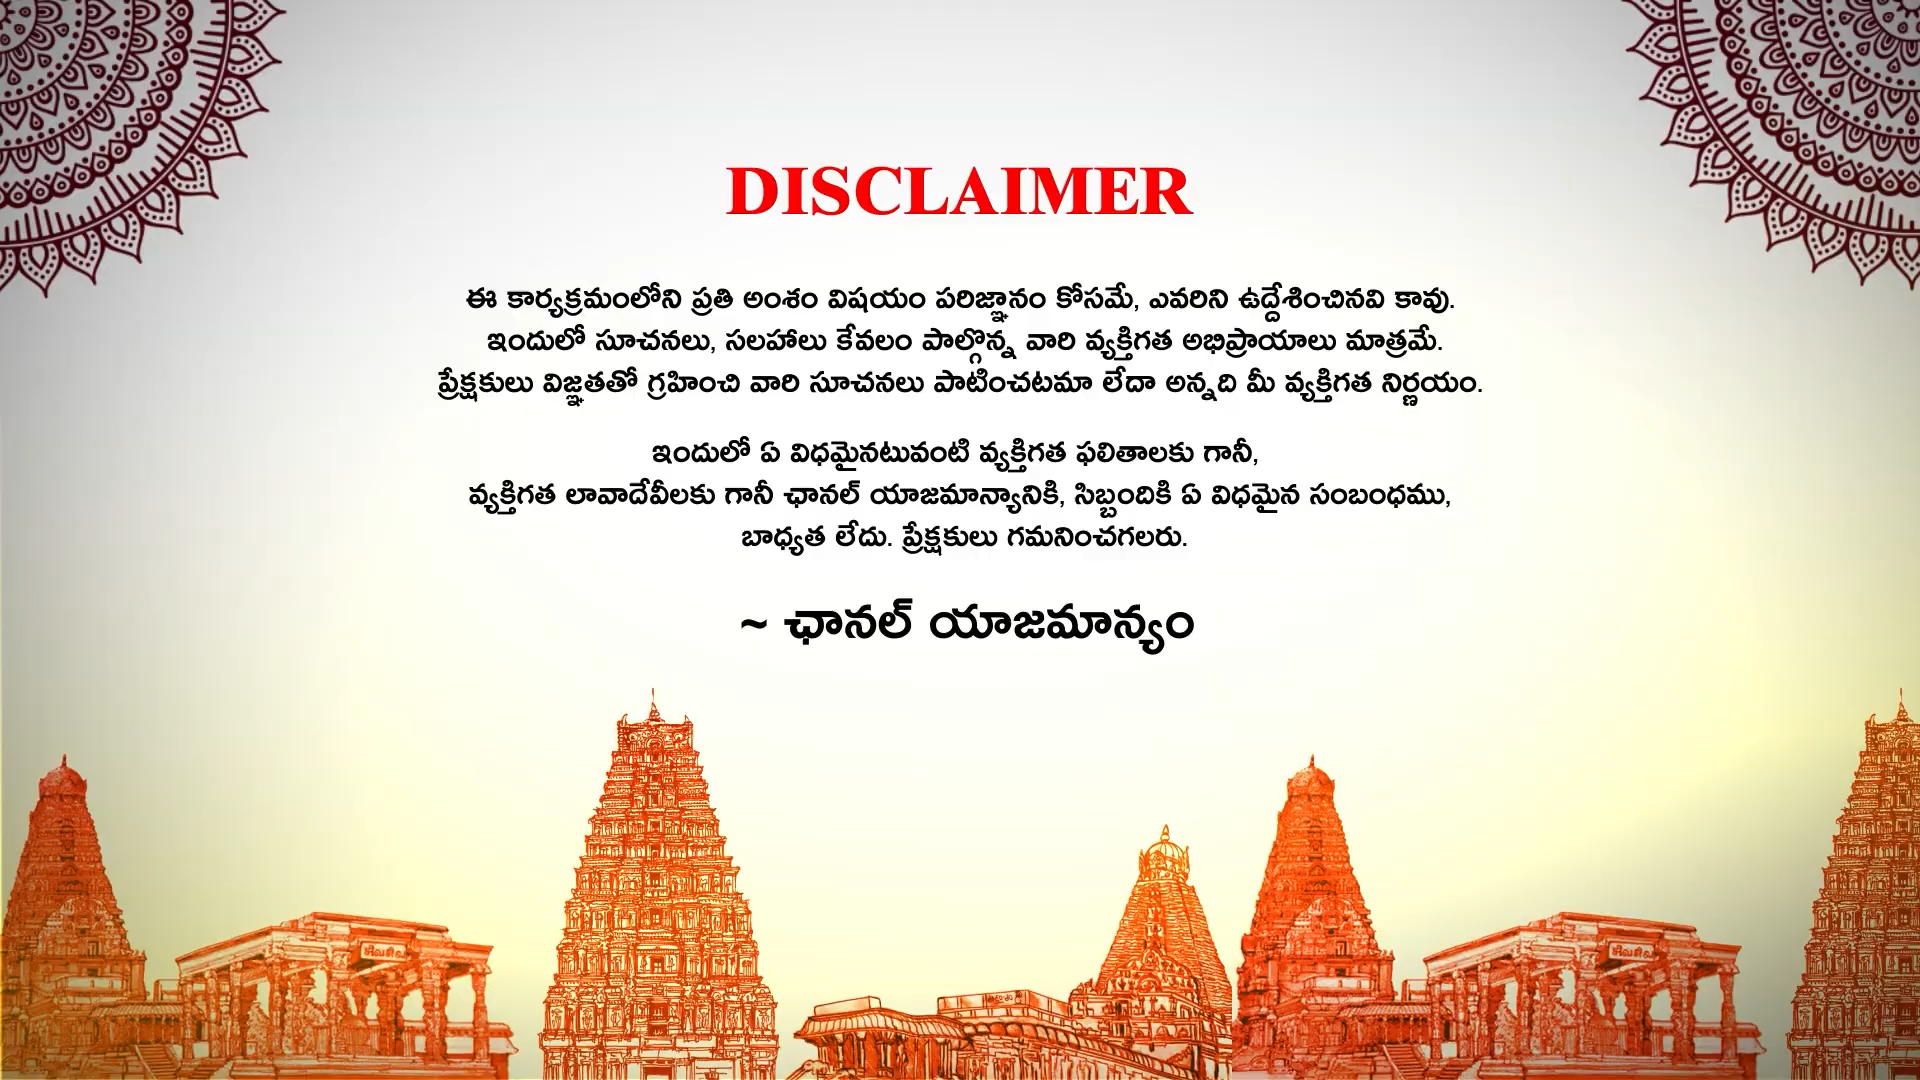 DISCLAIMER
ఈ కార్యక్రమంలోని ప్రతి అంశం విషయం పరిజ్ఞానం కోసమే, ఎవరిని ఉద్దేశించినవి కావు.
ఇందులో సూచనలు, సలహాలు కేవలం పాల్గొన్న వారి వ్యక్తిగత అభిప్రాయాలు మాత్రమే.
ప్రేక్షకులు విజ్ఞతతో గ్రహించి వారి సూచనలు పాటించటమా లేదా అన్నది మీ వ్యక్తిగత నిర్ణయం.
ఇందులో ఏ విధమైనటువంటి వ్యక్తిగత ఫలితాలకు గానీ,
వ్యక్తిగత లావాదేవీలకు గానీ ఛానల్ యాజమాన్యానికి, సిబ్బందికి ఏ విధమైన సంబంధము,
బాధ్యత లేదు. ప్రేక్షకులు గమనించగలరు.
~ ఛానల్ యాజమాన్యం